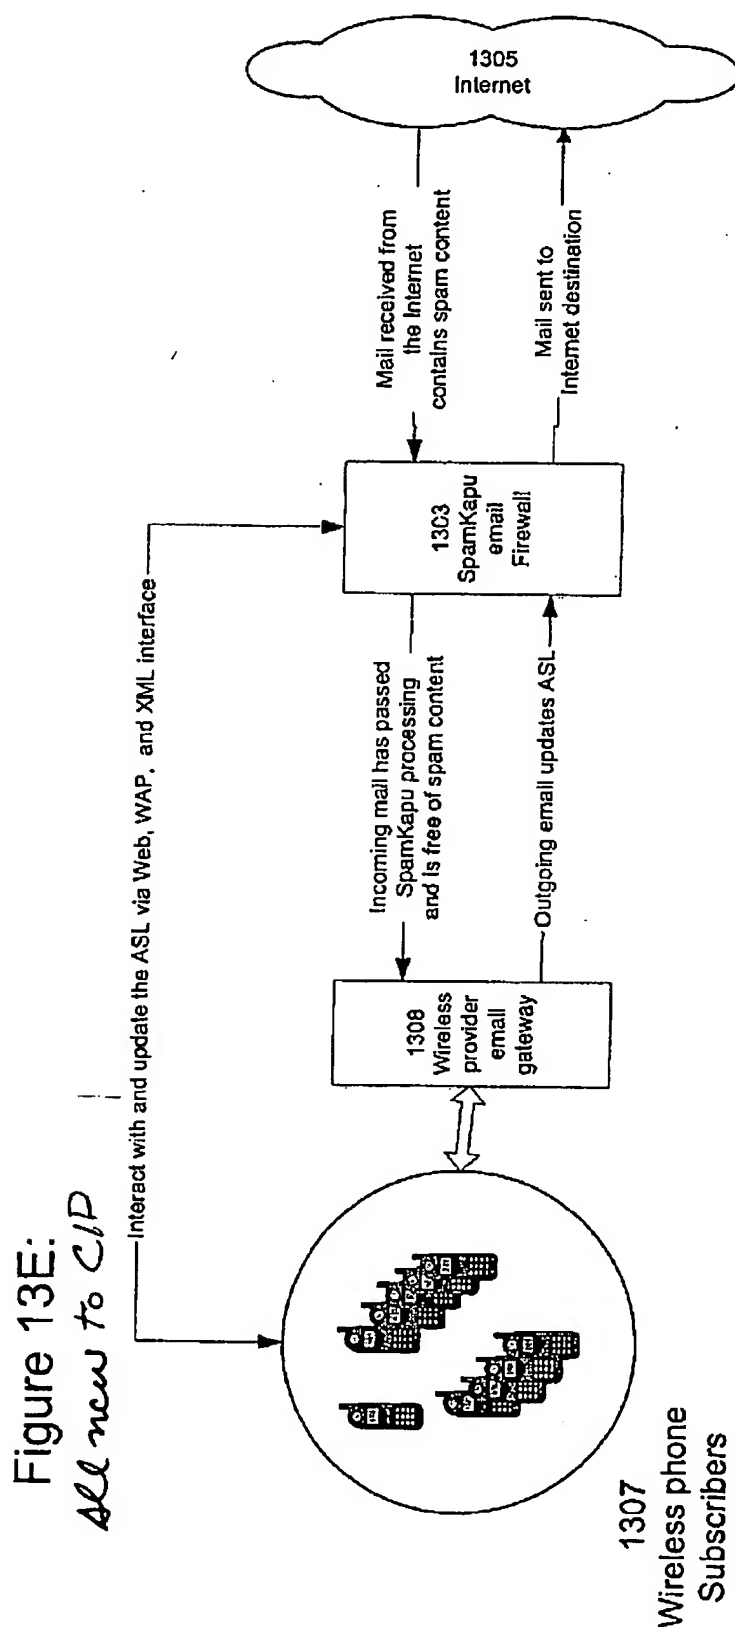 Figure 13E:
All new to CIP
Interact with and update the ASL via Web, WAP, and XML interface
1307
Wireless phone
Subscribers
1308
Wireless
provider
email
gateway
Incoming mail has passed
SpamKapu processing
and is free of spam content
Outgoing email updates ASL
1303
SpamKapu
email
Firewall
Mail received from
the Internet
contains spam content
Mail sent to
Internet destination
1305
Internet